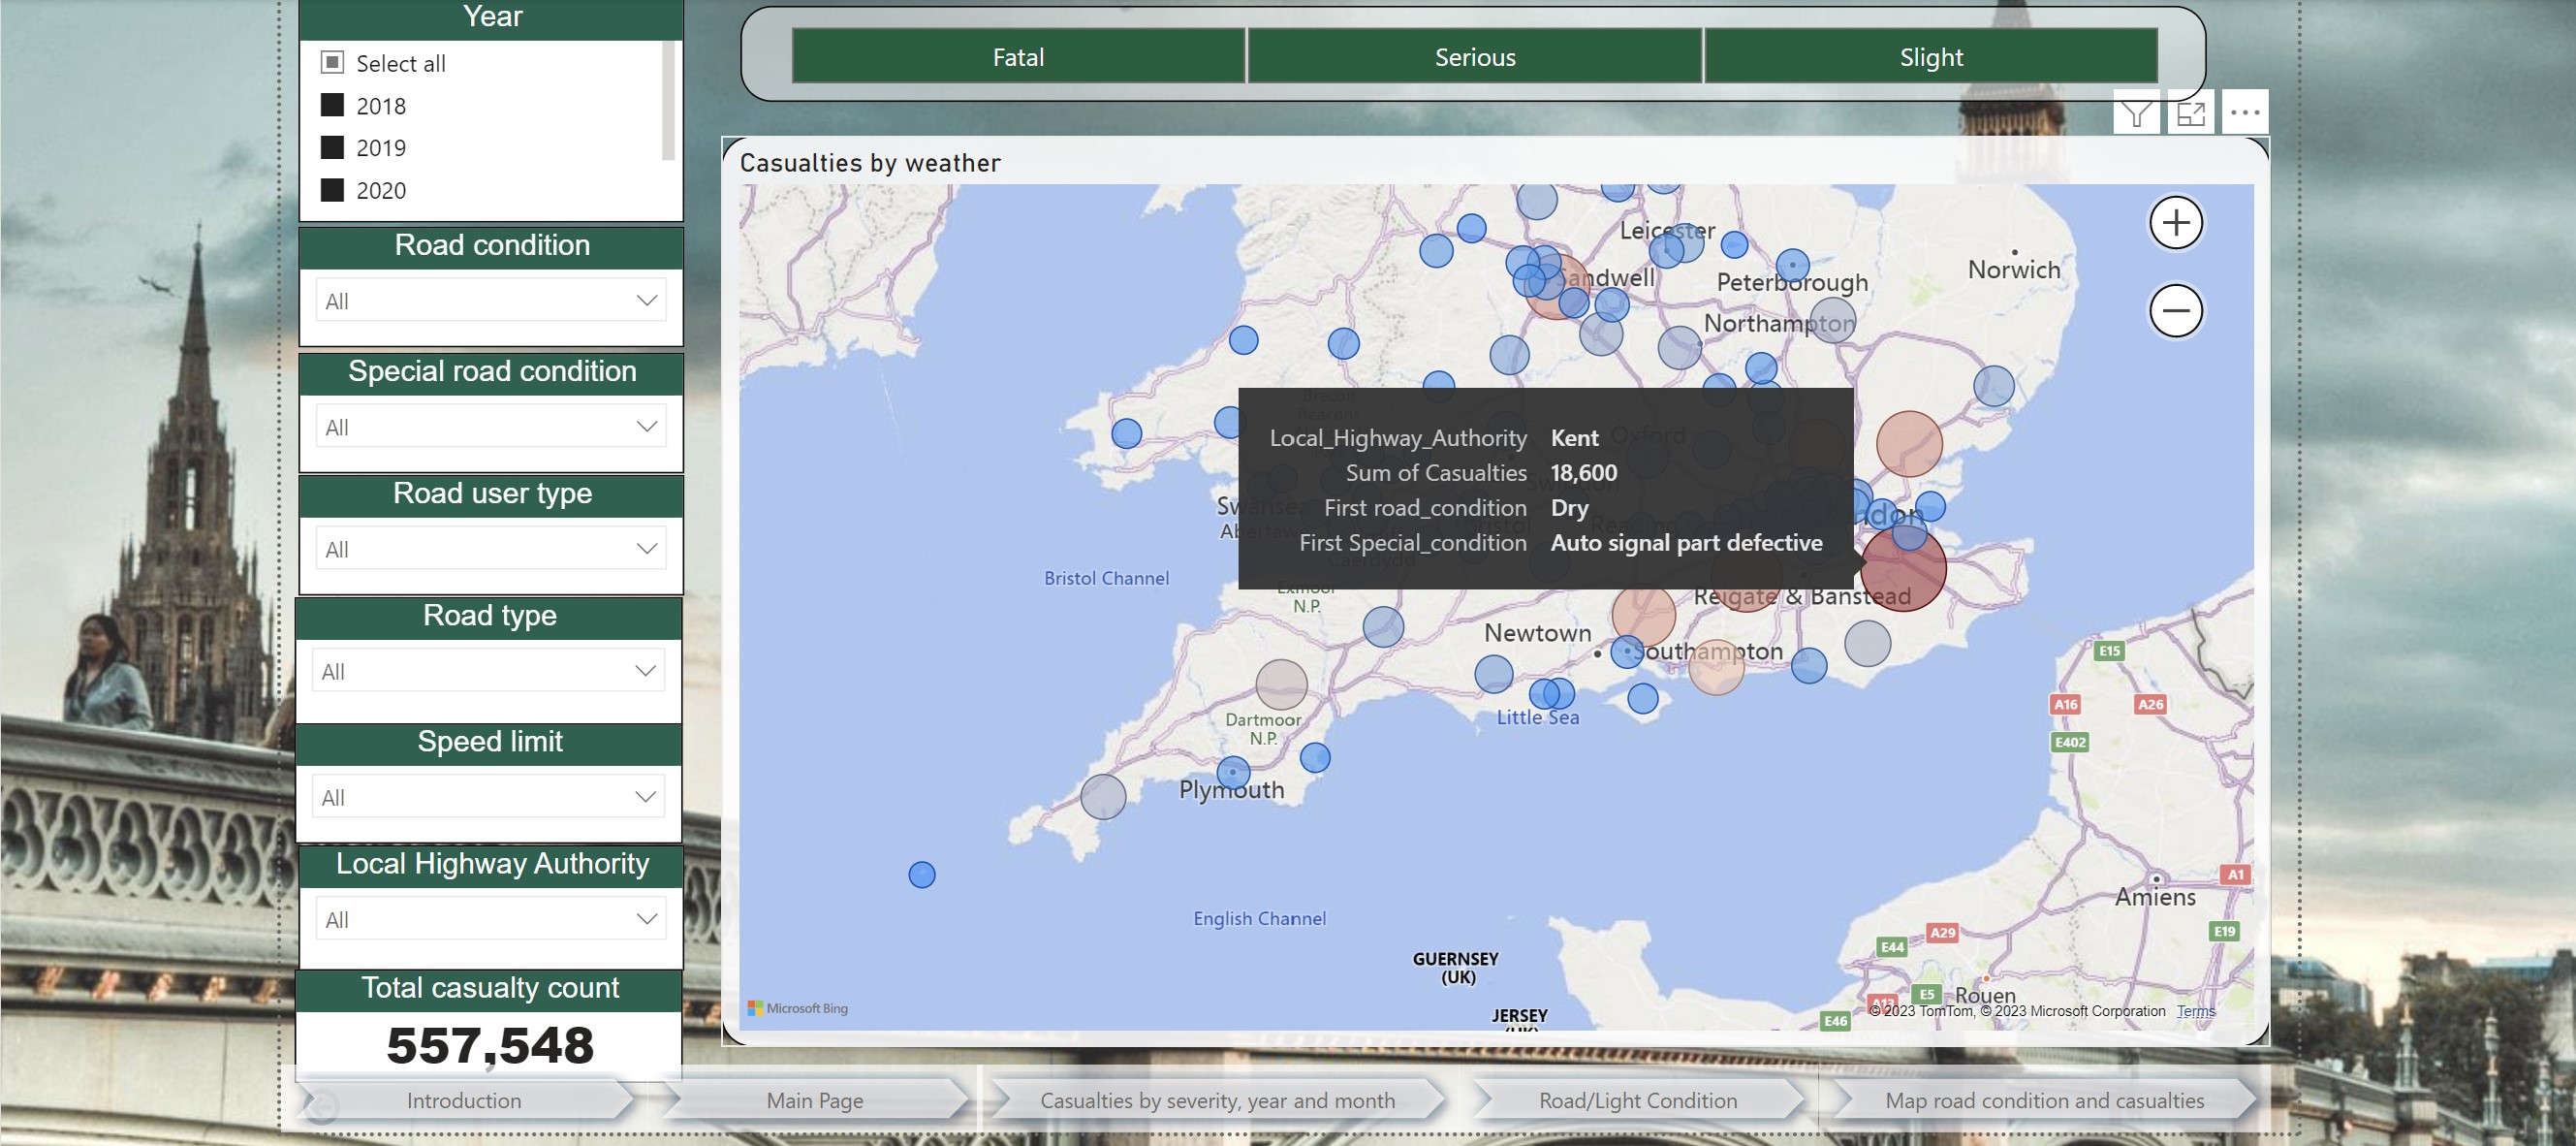 Year
Select all
2018
2019
2020
Road condition
All
Special road condition
All
Road user type
All
Road type
All
Speed limit
All
Local Highway Authority
All
Total casualty count
557,548
Fatal
Serious
Slight
Casualties by weather
Leicester
Sandwell
Peterborough
Norwich
Northampton
Brecon
Beacons
Oxford
Local_Highway_Authority Kent
Sum of Casualties 18,600
First road_condition Dry
First Special_condition Auto signal part defective
Swansea
Bristol Channel
Exmoor
N.P.
Reigate & Banstead
Newtown
Southampton
Dartmoor
N.P.
Little Sea
Plymouth
English Channel
GUERNSEY
(UK)
JERSEY
(UK)
E15
A16
A26
E402
Amiens
A1
E19
A29
E44
E5
Rouen
A13
E46
Microsoft Bing
© 2023 TomTom, © 2023 Microsoft Corporation Terms
Introduction
Main Page
Casualties by severity, year and month
Road/Light Condition
Map road condition and casualties